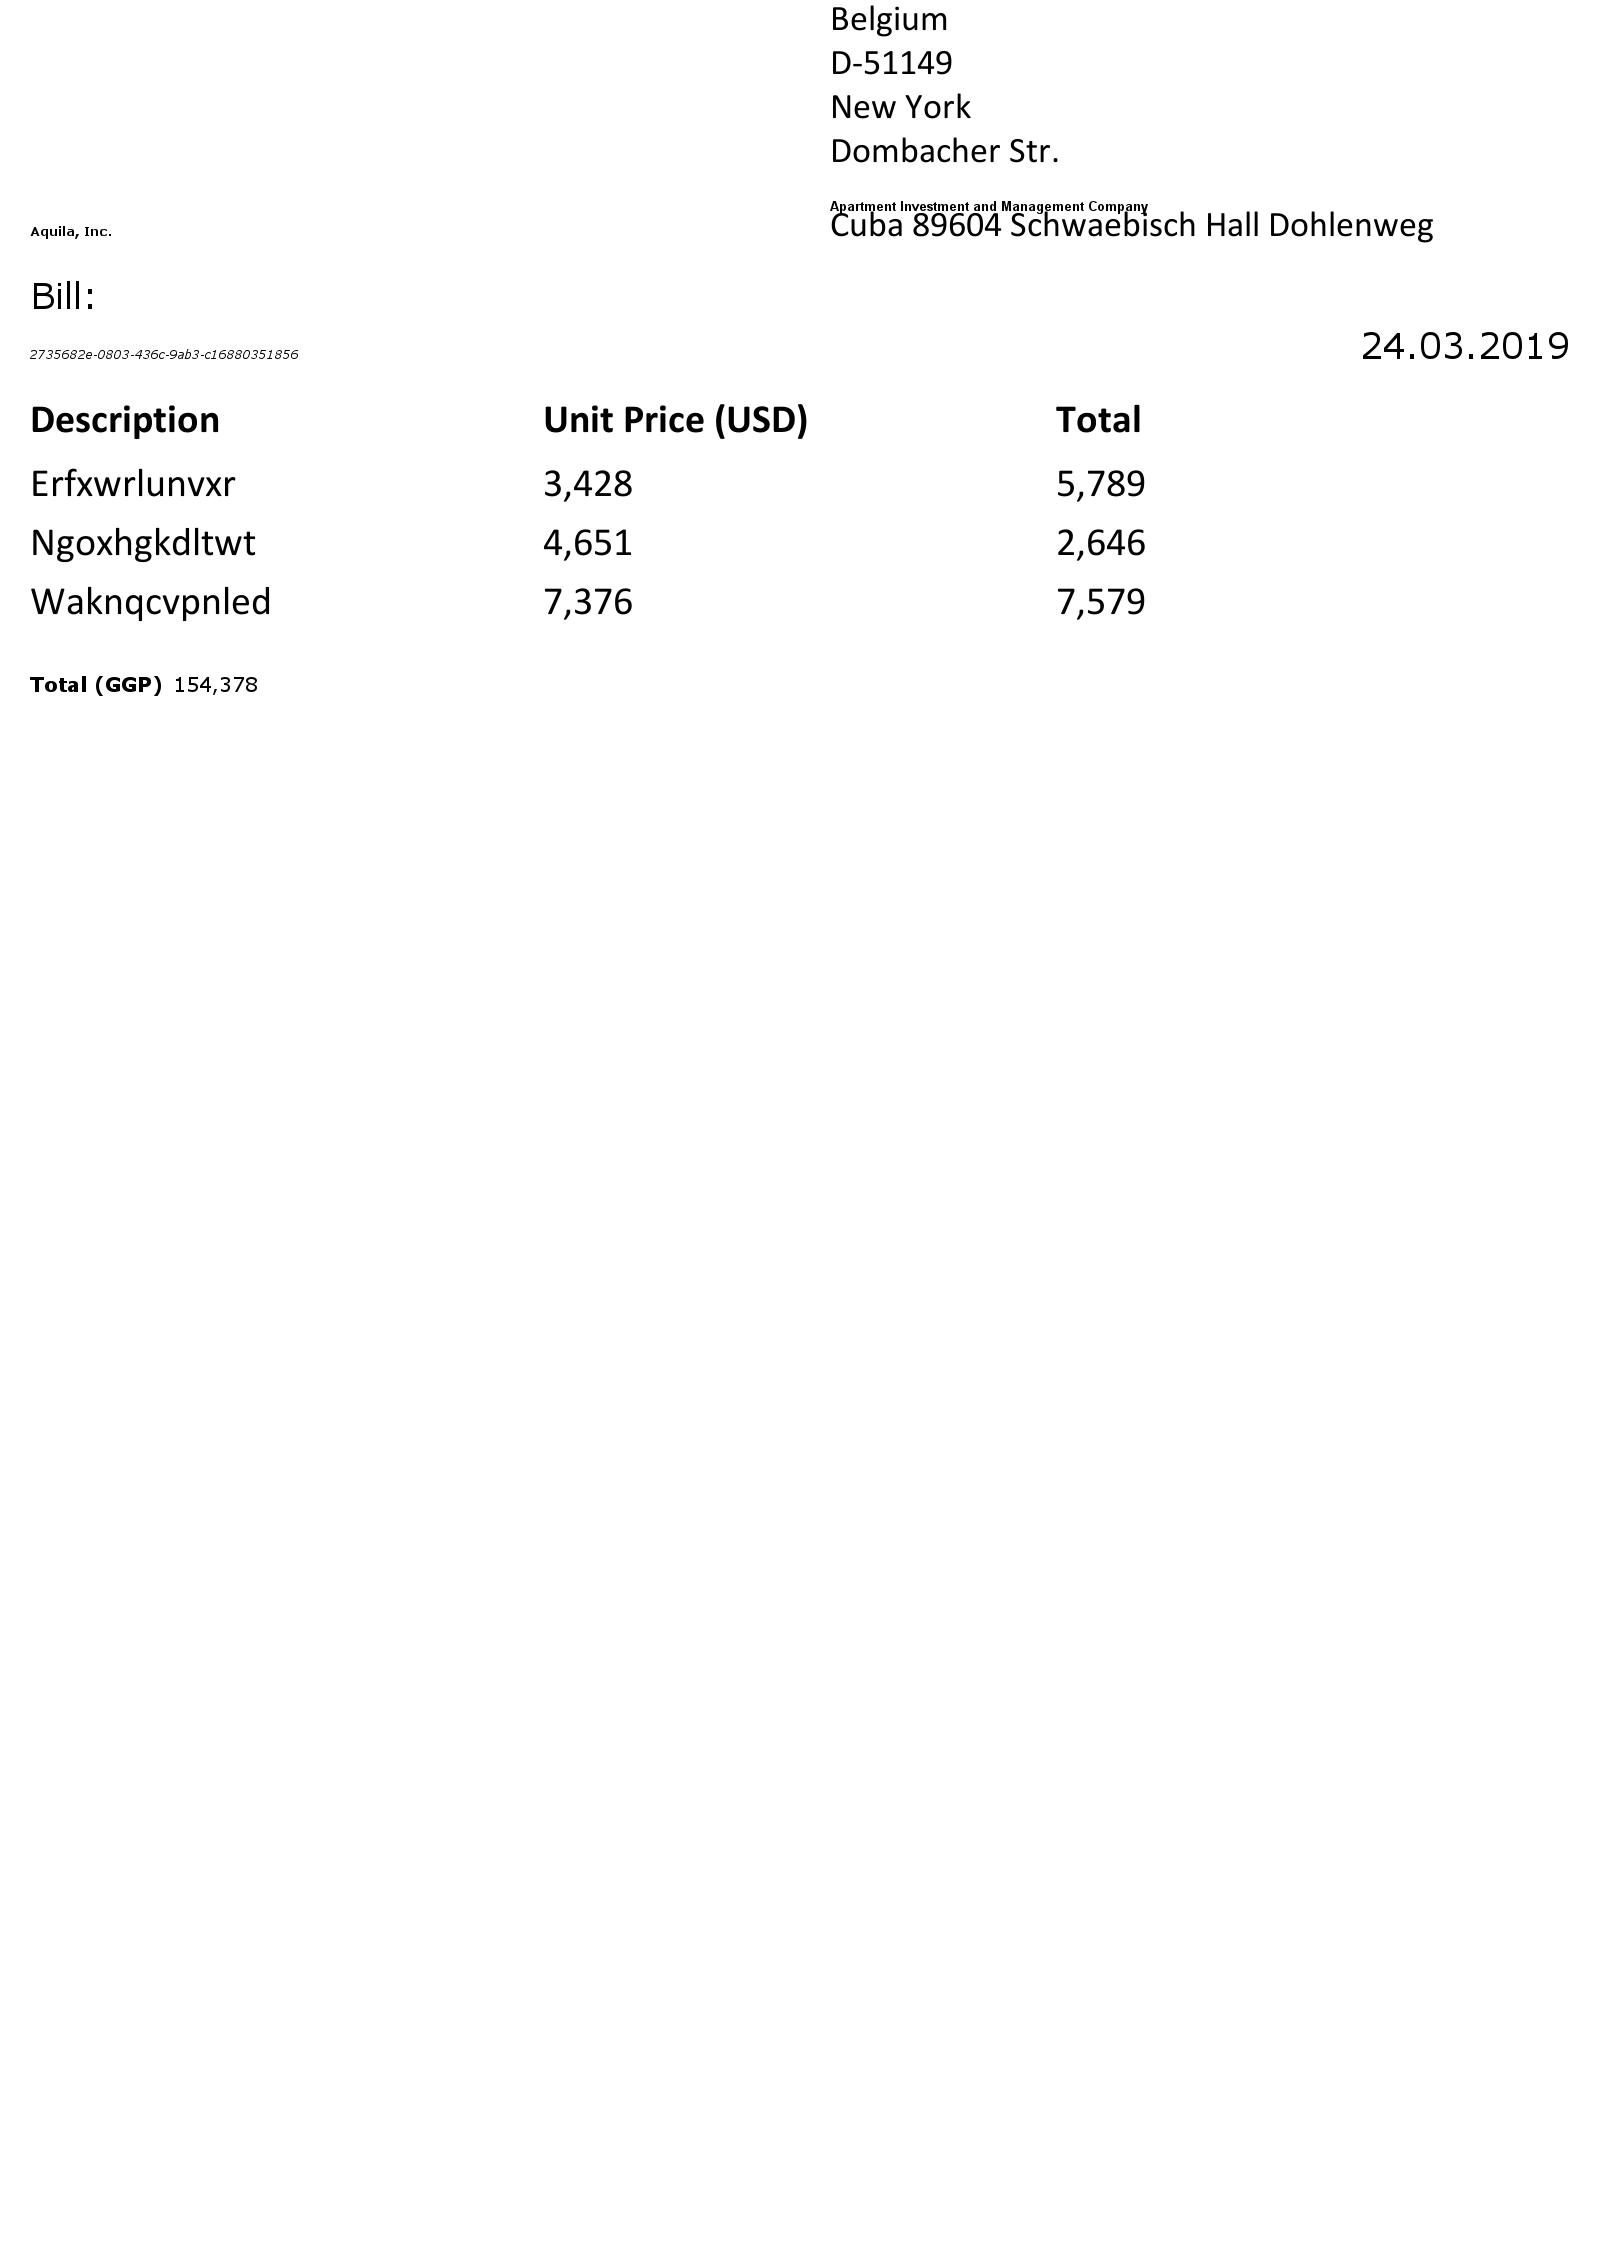 Belgium
D-51149
New York
Dombacher Str.
Apartment Investment and Management Company
Cuba 89604 Schwaebisch Hall Dohlenweg
Aquila, Inc.
Bill:
2735682e-0803-436c-9ab3-c16880351856
24.03.2019
Description Unit Price (USD) Total
Erfxwrlunvxr 3,428 5,789
Ngoxhgkdltwt 4,651 2,646
Waknqcvpnled 7,376 7,579
Total (GGP) 154,378